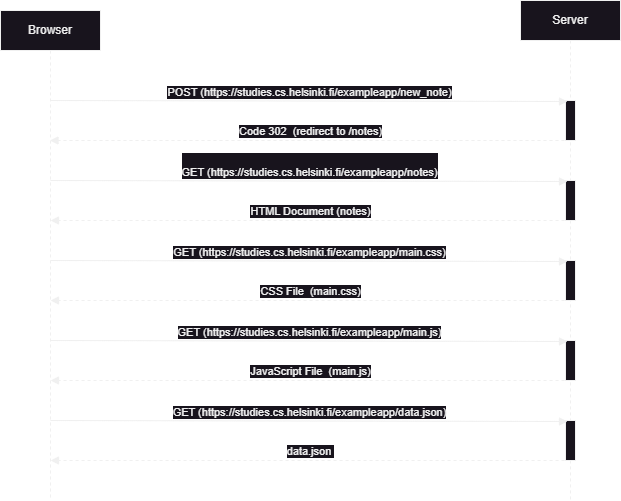 Browser
Server
POST (https://studies.cs.helsinki.fi/exampleapp/new_note)
Code 302 (redirect to /notes)
GET (https://studies.cs.helsinki.fi/exampleapp/notes)
HTML Document (notes)
GET (https://studies.cs.helsinki.fi/exampleapp/main.css)
CSS File (main.css)
GET (https://studies.cs.helsinki.fi/exampleapp/main.js)
JavaScript File (main.js)
GET (https://studies.cs.helsinki.fi/exampleapp/data.json)
data.json